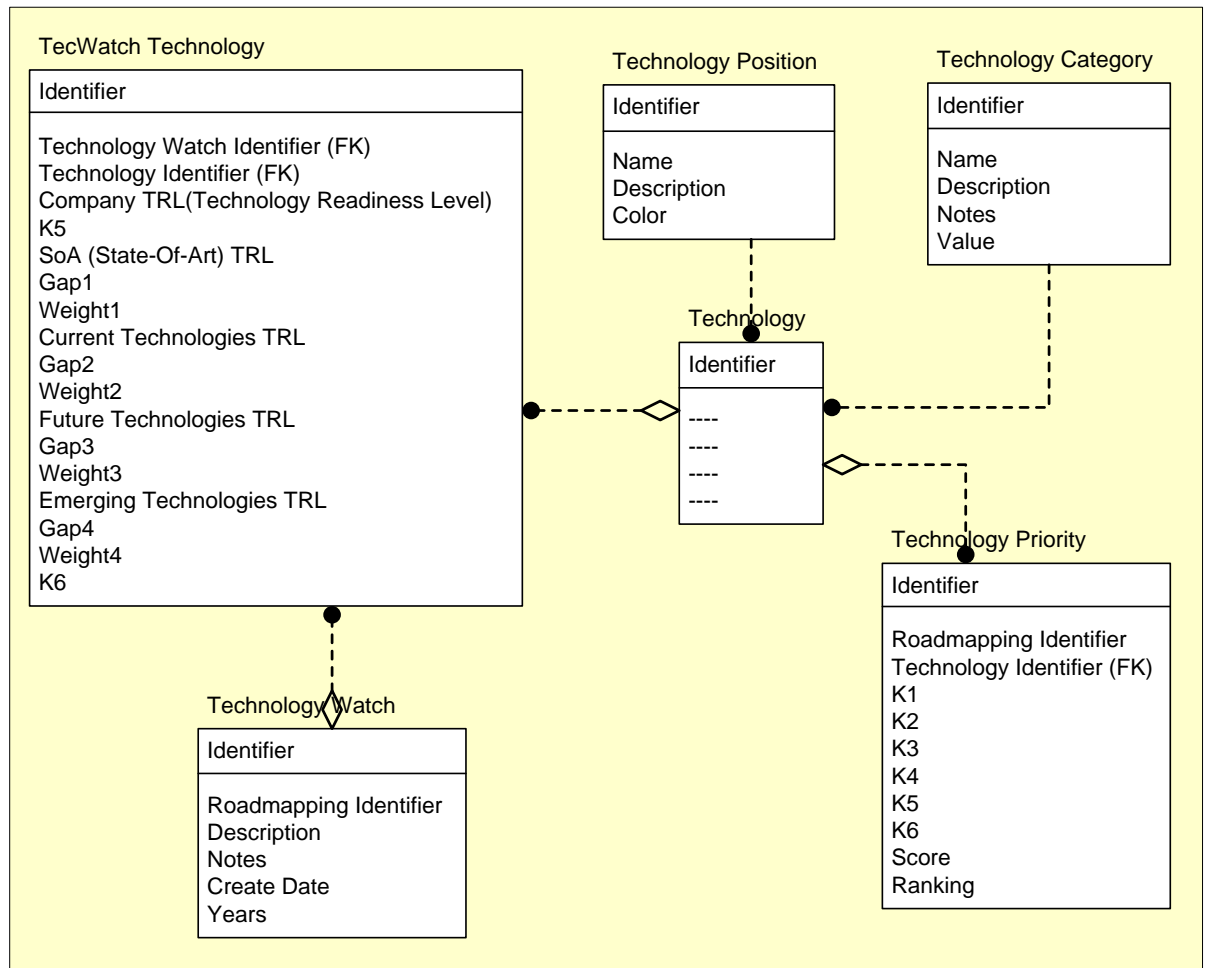 TecWatch Technology
Identifier
Technology Watch Identifier (FK)
Technology Identifier (FK)
Company TRL(Technology Readiness Level)
K5
SoA (State-Of-Art) TRL
Gap1
Weight1
Current Technologies TRL
Gap2
Weight2
Future Technologies TRL
Gap3
Weight3
Emerging Technologies TRL
Gap4
Weight4
K6
Technology Position
Identifier
Name
Description
Color
Technology Category
Identifier
Name
Description
Notes
Value
Technology
Identifier
----
----
----
----
Technology Priority
Identifier
Roadmapping Identifier
Technology Identifier (FK)
K1
K2
K3
K4
K5
K6
Score
Ranking
Technology Watch
Identifier
Roadmapping Identifier
Description
Notes
Create Date
Years